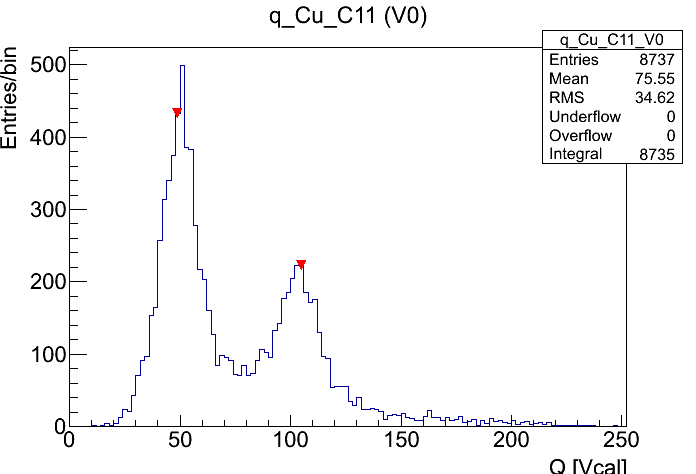 q_Cu_C11 (V0)
q_Cu_C11_V0
Entries 8737
Mean 75.55
RMS 34.62
Underflow 0
Overflow 0
Integral 8735
Entries/bin
500
400
300
200
100
0
0 50 100 150 200 250
Q [Vcal]